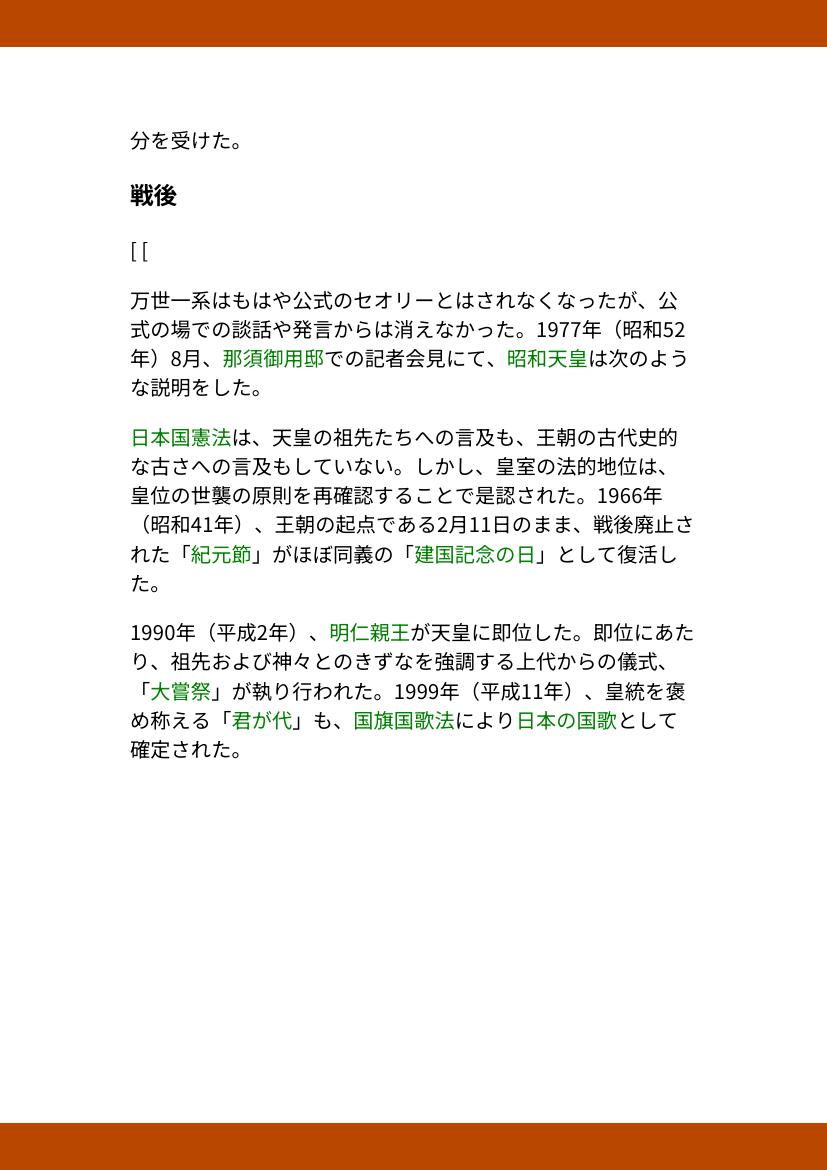 分を受けた。
戦後
[ [
万世一系はもはや公式のセオリーとはされなくなったが、公
式の場での談話や発言からは消えなかった。1977年（昭和52
年）8月、那須御用邸での記者会見にて、昭和天皇は次のよう
な説明をした。
日本国憲法は、天皇の祖先たちへの言及も、王朝の古代史的
な古さへの言及もしていない。しかし、皇室の法的地位は、
皇位の世襲の原則を再確認することで是認された。1966年
（昭和41年）、王朝の起点である2月11日のまま、戦後廃止さ
れた「紀元節」がほぼ同義の「建国記念の日」として復活し
た。
1990年（平成2年）、明仁親王が天皇に即位した。即位にあた
り、祖先および神々とのきずなを強調する上代からの儀式、
「大嘗祭」が執り行われた。1999年（平成11年）、皇統を褒
め称える「君が代」も、国旗国歌法により日本の国歌として
確定された。